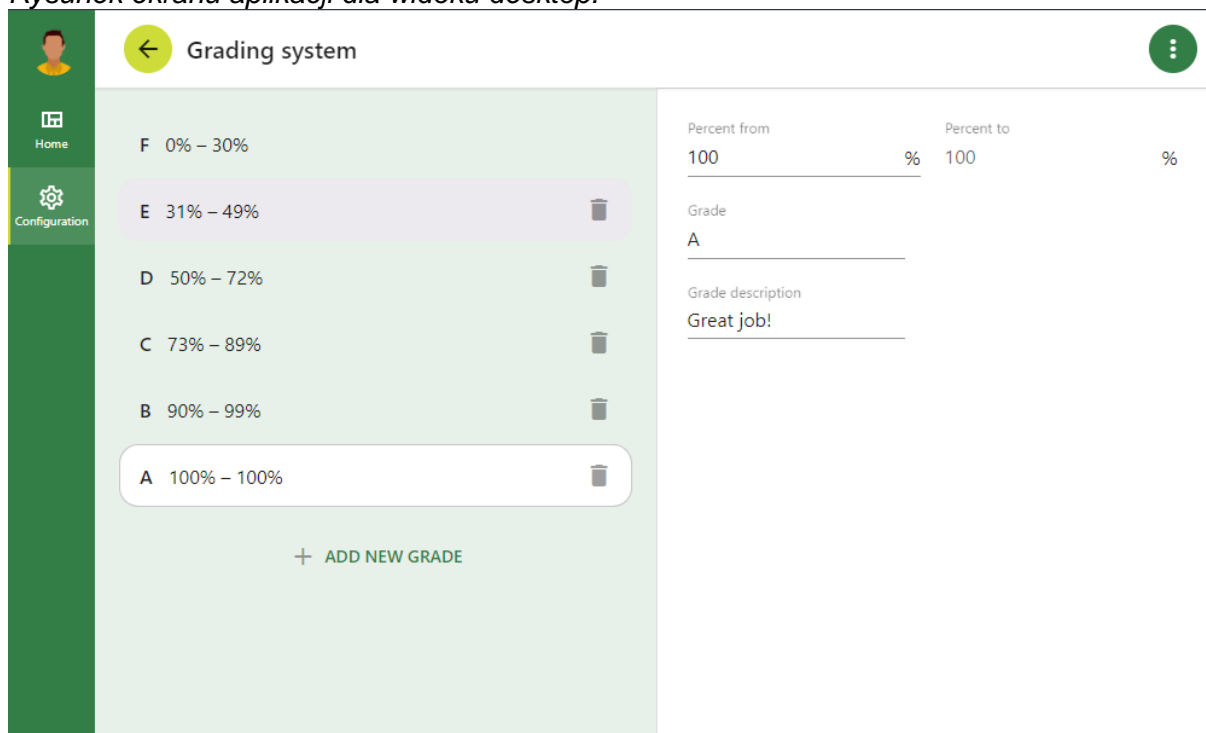 Rysunek ekranu aplikacji dla widoku desktop.
Grading system
Home
Configuration
F 0% – 30%
E 31% – 49%
D 50% – 72%
C 73% – 89%
B 90% – 99%
A 100% – 100%
ADD NEW GRADE
Percent from Percent to
100 % 100 %
Grade
A
Grade description
Great job!